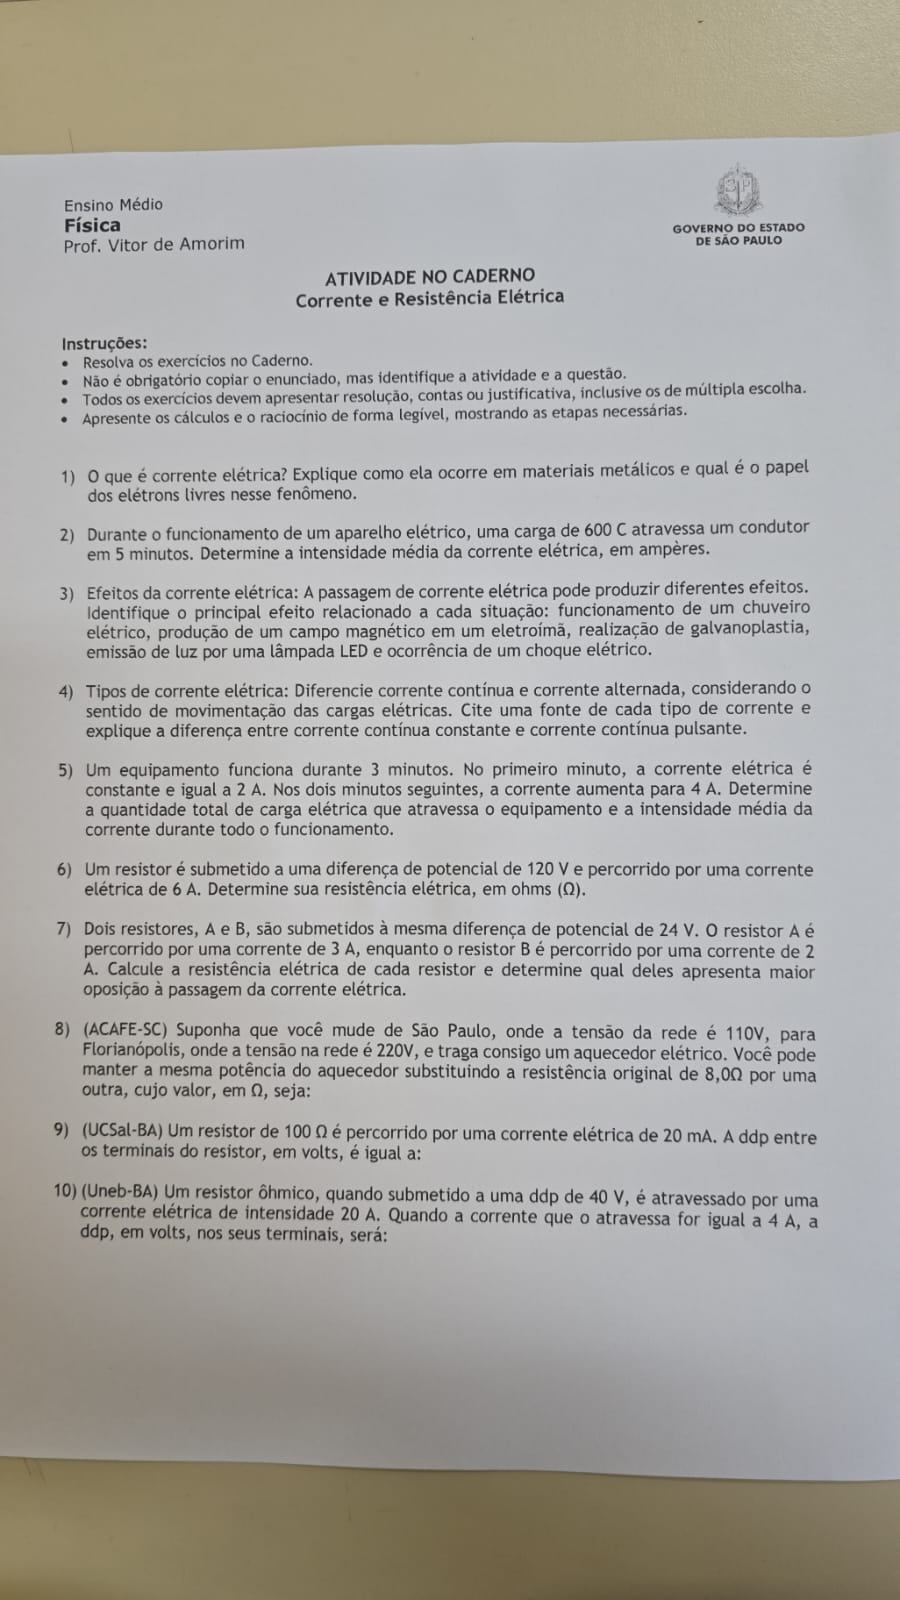 Ensino Médio
Física
Prof. Vitor de Amorim
SP
GOVERNO DO ESTADO
DE SÃO PAULO
ATIVIDADE NO CADERNO
Corrente e Resistência Elétrica
Instruções:
• Resolva os exercícios no Caderno.
• Não é obrigatório copiar o enunciado, mas identifique a atividade e a questão.
• Todos os exercícios devem apresentar resolução, contas ou justificativa, inclusive os de múltipla escolha.
• Apresente os cálculos e o raciocínio de forma legível, mostrando as etapas necessárias.
1) O que é corrente elétrica? Explique como ela ocorre em materiais metálicos e qual é o papel
dos elétrons livres nesse fenômeno.
2) Durante o funcionamento de um aparelho elétrico, uma carga de 600 C atravessa um condutor
em 5 minutos. Determine a intensidade média da corrente elétrica, em ampères.
3) Efeitos da corrente elétrica: A passagem de corrente elétrica pode produzir diferentes efeitos.
Identifique o principal efeito relacionado a cada situação: funcionamento de um chuveiro
elétrico, produção de um campo magnético em um eletroímã, realização de galvanoplastia,
emissão de luz por uma lâmpada LED e ocorrência de um choque elétrico.
4) Tipos de corrente elétrica: Diferencie corrente contínua e corrente alternada, considerando o
sentido de movimentação das cargas elétricas. Cite uma fonte de cada tipo de corrente e
explique a diferença entre corrente contínua constante e corrente contínua pulsante.
5) Um equipamento funciona durante 3 minutos. No primeiro minuto, a corrente elétrica é
constante e igual a 2 A. Nos dois minutos seguintes, a corrente aumenta para 4 A. Determine
a quantidade total de carga elétrica que atravessa o equipamento e a intensidade média da
corrente durante todo o funcionamento.
6) Um resistor é submetido a uma diferença de potencial de 120 V e percorrido por uma corrente
elétrica de 6 A. Determine sua resistência elétrica, em ohms (Ω).
7) Dois resistores, A e B, são submetidos à mesma diferença de potencial de 24 V. O resistor A é
percorrido por uma corrente de 3 A, enquanto o resistor B é percorrido por uma corrente de 2
A. Calcule a resistência elétrica de cada resistor e determine qual deles apresenta maior
oposição à passagem da corrente elétrica.
8) (ACAFE-SC) Suponha que você mude de São Paulo, onde a tensão da rede é 110V, para
Florianópolis, onde a tensão na rede é 220V, e traga consigo um aquecedor elétrico. Você pode
manter a mesma potência do aquecedor substituindo a resistência original de 8,0Ω por uma
outra, cujo valor, em Ω, seja:
9) (UCSal-BA) Um resistor de 100 Ω é percorrido por uma corrente elétrica de 20 mA. A ddp entre
os terminais do resistor, em volts, é igual a:
10) (Uneb-BA) Um resistor ôhmico, quando submetido a uma ddp de 40 V, é atravessado por uma
corrente elétrica de intensidade 20 A. Quando a corrente que o atravessa for igual a 4 A, a
ddp, em volts, nos seus terminais, será: